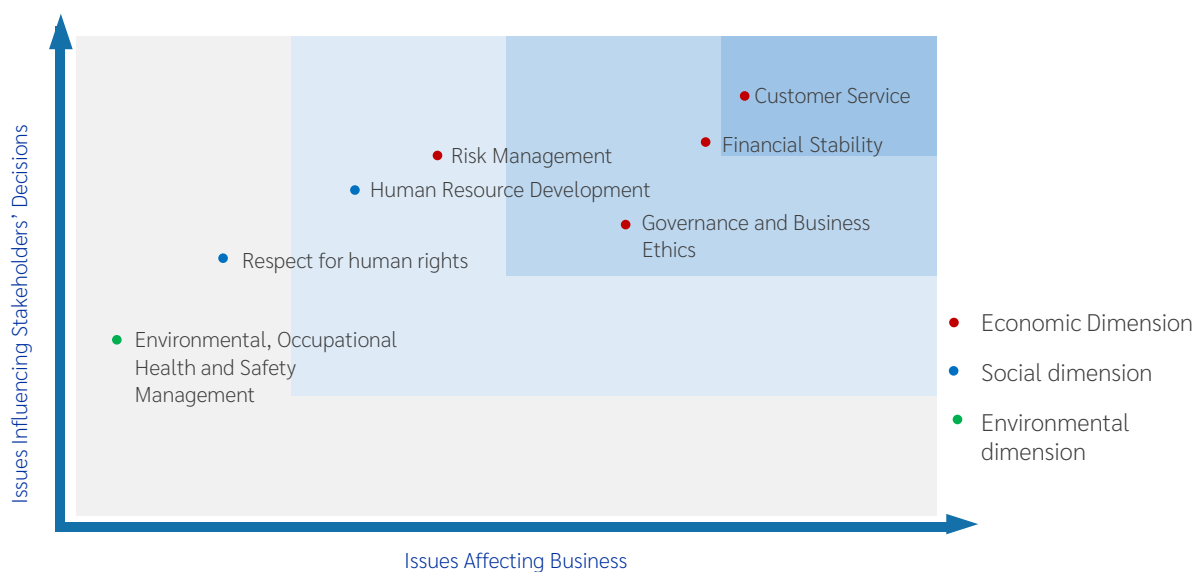 Issues Influencing Stakeholders’ Decisions
Customer Service
Financial Stability
Risk Management
Human Resource Development
Governance and Business
Ethics
Respect for human rights
Environmental, Occupational
Health and Safety
Management
Economic Dimension
Social dimension
Environmental
dimension
Issues Affecting Business